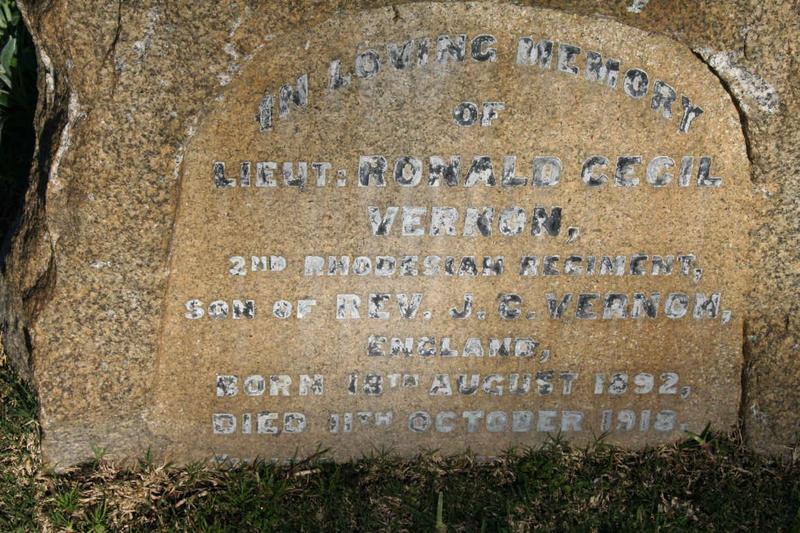 IN LOVING MEMORY
OF
LIEUT: RONALD CECIL
VERNON,
2ND RHODESIAN REGIMENT,
SON OF REV. J. C. VERNON,
ENGLAND,
BORN 18TH AUGUST 1892,
DIED 11TH OCTOBER 1918.